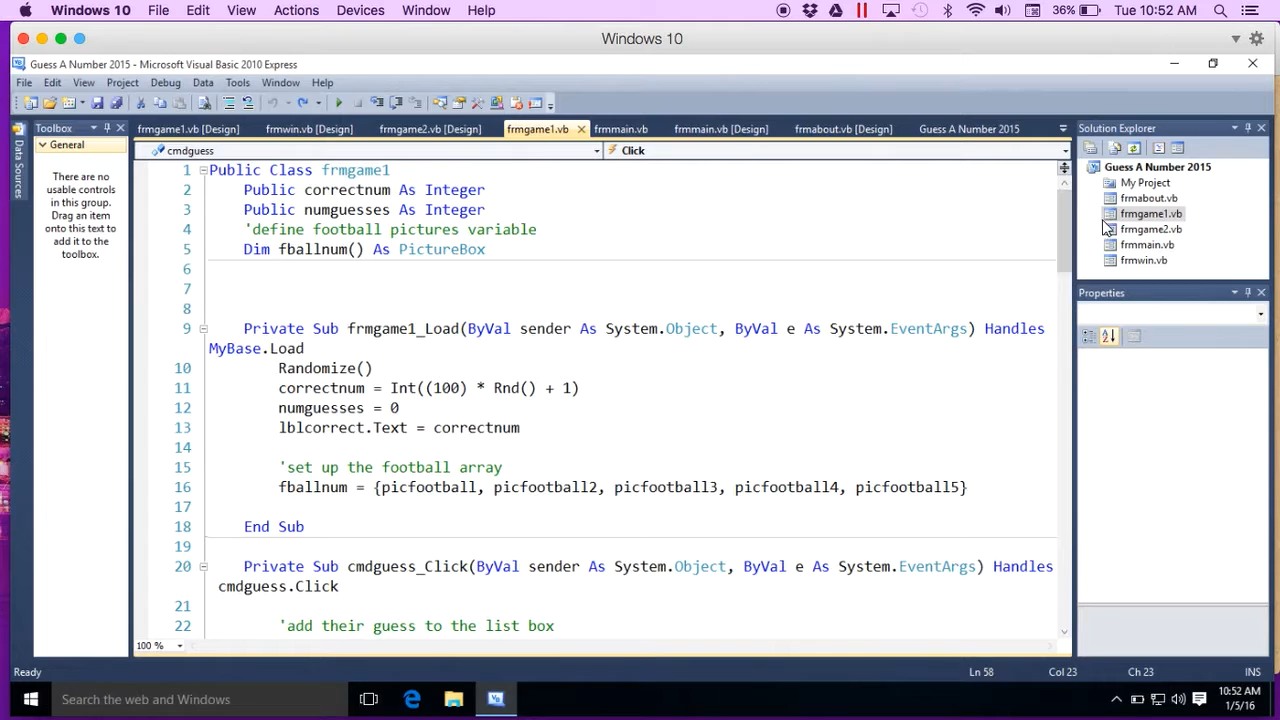 Windows 10 File Edit View Actions Devices Window Help 36% Tue 10:52 AM
Windows 10
Guess A Number 2015 - Microsoft Visual Basic 2010 Express
File Edit View Project Debug Data Tools Window Help
Toolbox
General
There are no
usable controls
in this group.
Drag an item
onto this text to
add it to the
toolbox.
Data Sources
frmgame1.vb [Design] frmwin.vb [Design] frmgame2.vb [Design] frmgame1.vb frmmain.vb frmmain.vb [Design] frmabout.vb [Design] Guess A Number 2015
cmdguess Click
1 Public Class frmgame1
2 Public correctnum As Integer
3 Public numguesses As Integer
4 'define football pictures variable
5 Dim fballnum() As PictureBox
6
7
8
9 Private Sub frmgame1_Load(ByVal sender As System.Object, ByVal e As System.EventArgs) Handles
MyBase.Load
10 Randomize()
11 correctnum = Int((100) * Rnd() + 1)
12 numguesses = 0
13 lblcorrect.Text = correctnum
14
15 'set up the football array
16 fballnum = {picfootball, picfootball2, picfootball3, picfootball4, picfootball5}
17
18 End Sub
19
20 Private Sub cmdguess_Click(ByVal sender As System.Object, ByVal e As System.EventArgs) Handles
cmdguess.Click
21
22 'add their guess to the list box
100 %
Solution Explorer
Guess A Number 2015
My Project
frmabout.vb
frmgame1.vb
frmgame2.vb
frmmain.vb
frmwin.vb
Properties
Ready Ln 58 Col 23 Ch 23 INS
Search the web and Windows
10:52 AM
1/5/16